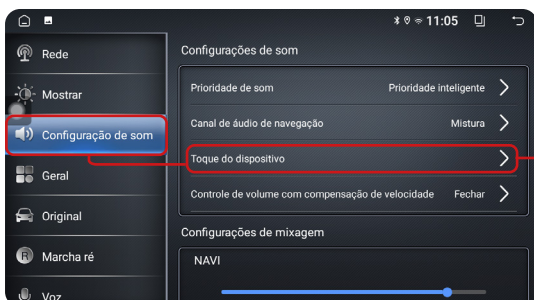 11:05
Rede
Mostrar
Configuração de som
Geral
Original
R Marcha ré
Voz
Configurações de som
Prioridade de som Prioridade inteligente
Canal de áudio de navegação Mistura
Toque do dispositivo
Controle de volume com compensação de velocidade Fechar
Configurações de mixagem
NAVI